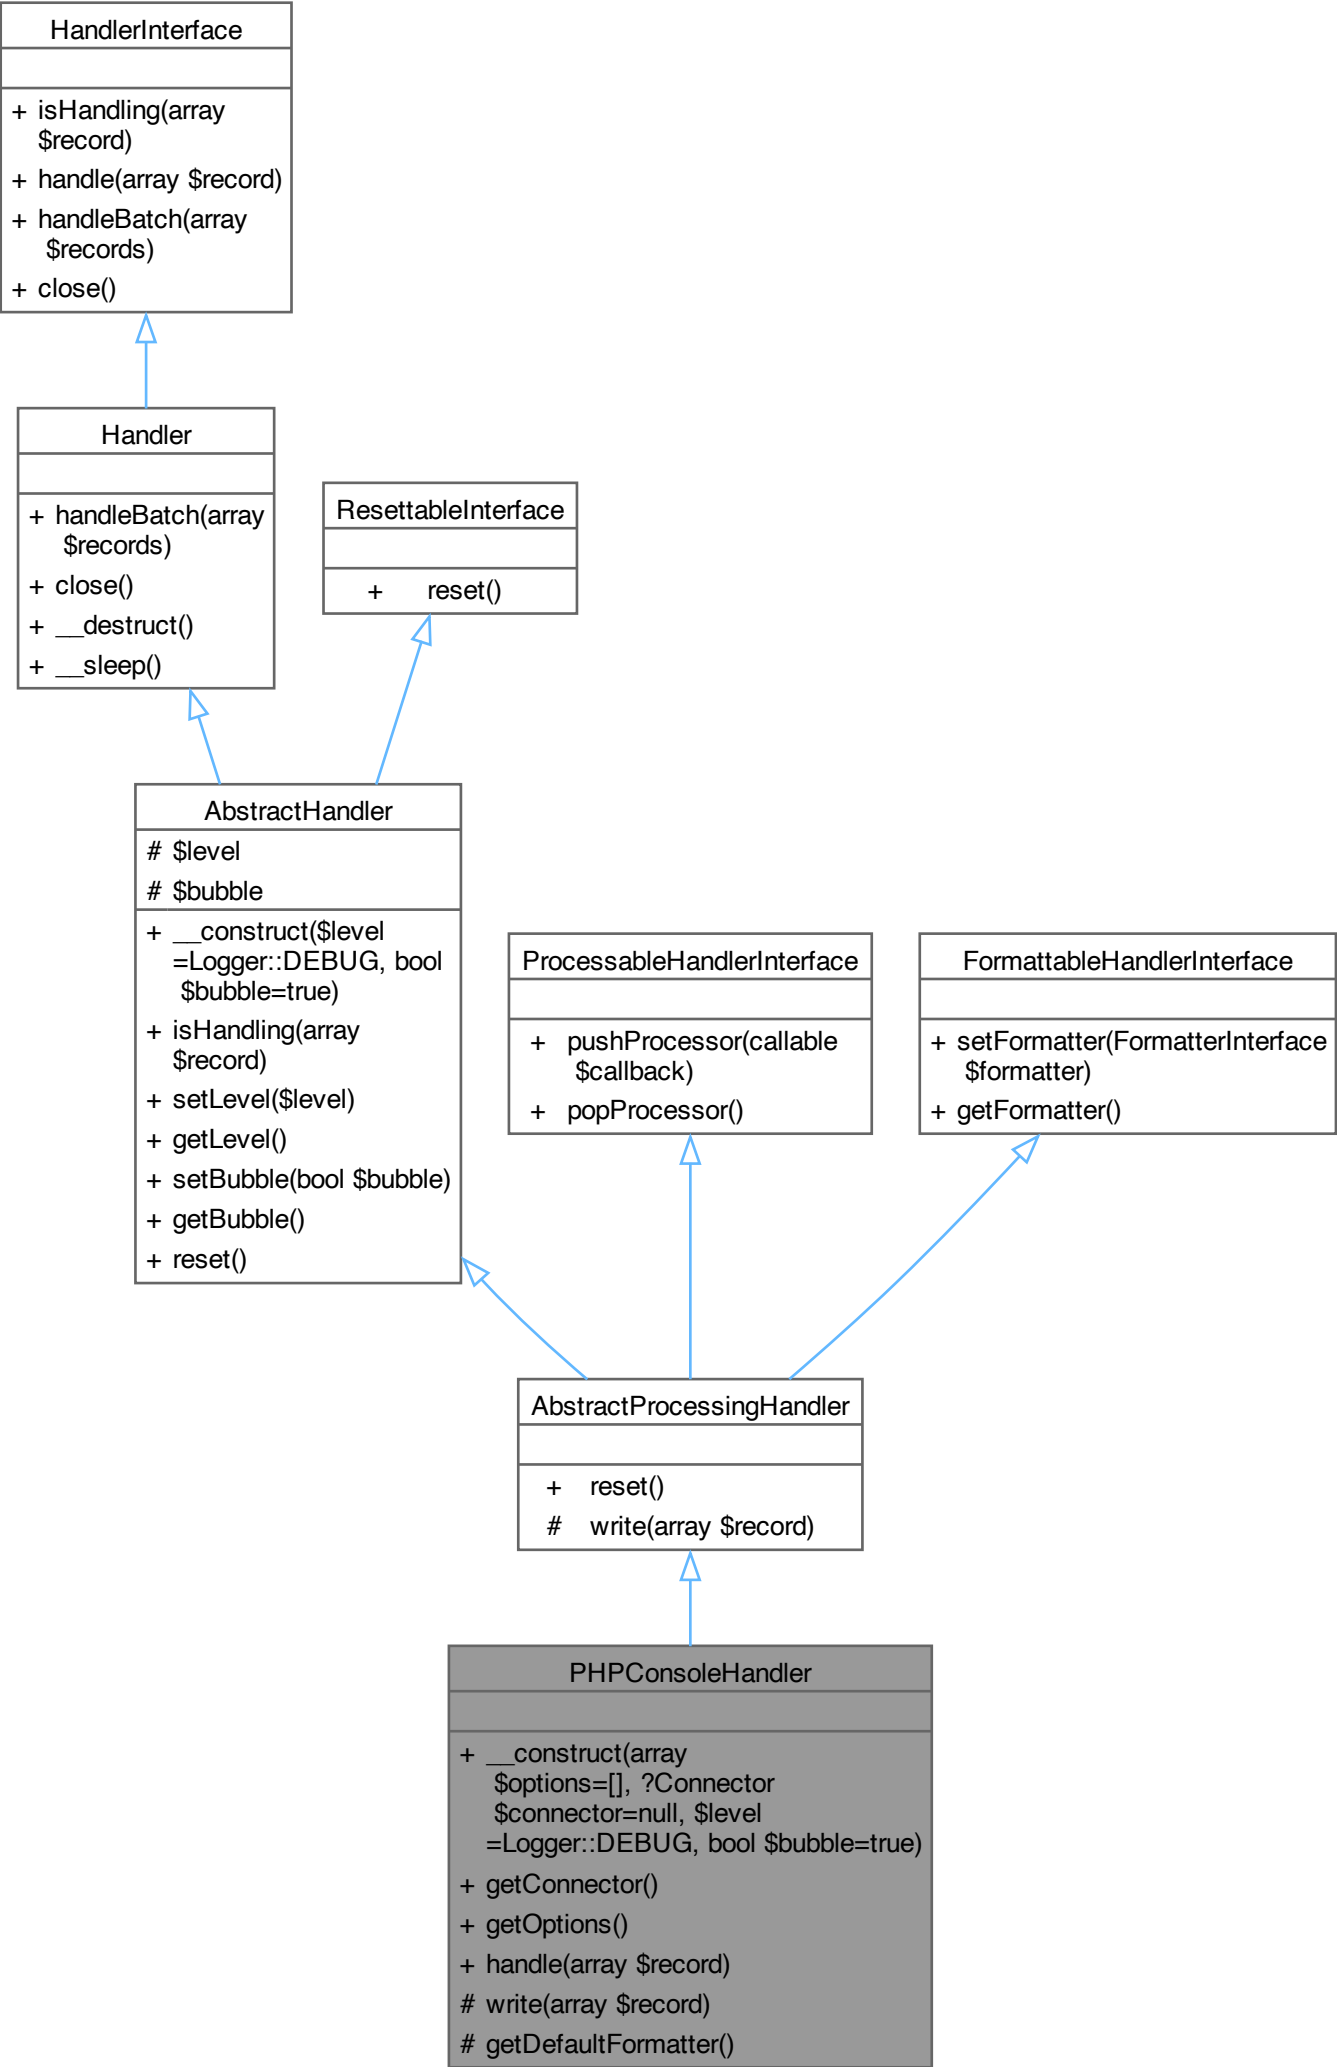 HandlerInterface
+ isHandling(array
$record)
+ handle(array $record)
+ handleBatch(array
$records)
+ close()
Handler
+ handleBatch(array
$records)
+ close()
+ __destruct()
+ __sleep()
ResettableInterface
+ reset()
AbstractHandler
# $level
# $bubble
+ __construct($level
=Logger::DEBUG, bool
$bubble=true)
+ isHandling(array
$record)
+ setLevel($level)
+ getLevel()
+ setBubble(bool $bubble)
+ getBubble()
+ reset()
ProcessableHandlerInterface
+ pushProcessor(callable
$callback)
+ popProcessor()
FormattableHandlerInterface
+ setFormatter(FormatterInterface
$formatter)
+ getFormatter()
AbstractProcessingHandler
+ reset()
# write(array $record)
PHPConsoleHandler
+ __construct(array
$options=[], ?Connector
$connector=null, $level
=Logger::DEBUG, bool $bubble=true)
+ getConnector()
+ getOptions()
+ handle(array $record)
# write(array $record)
# getDefaultFormatter()